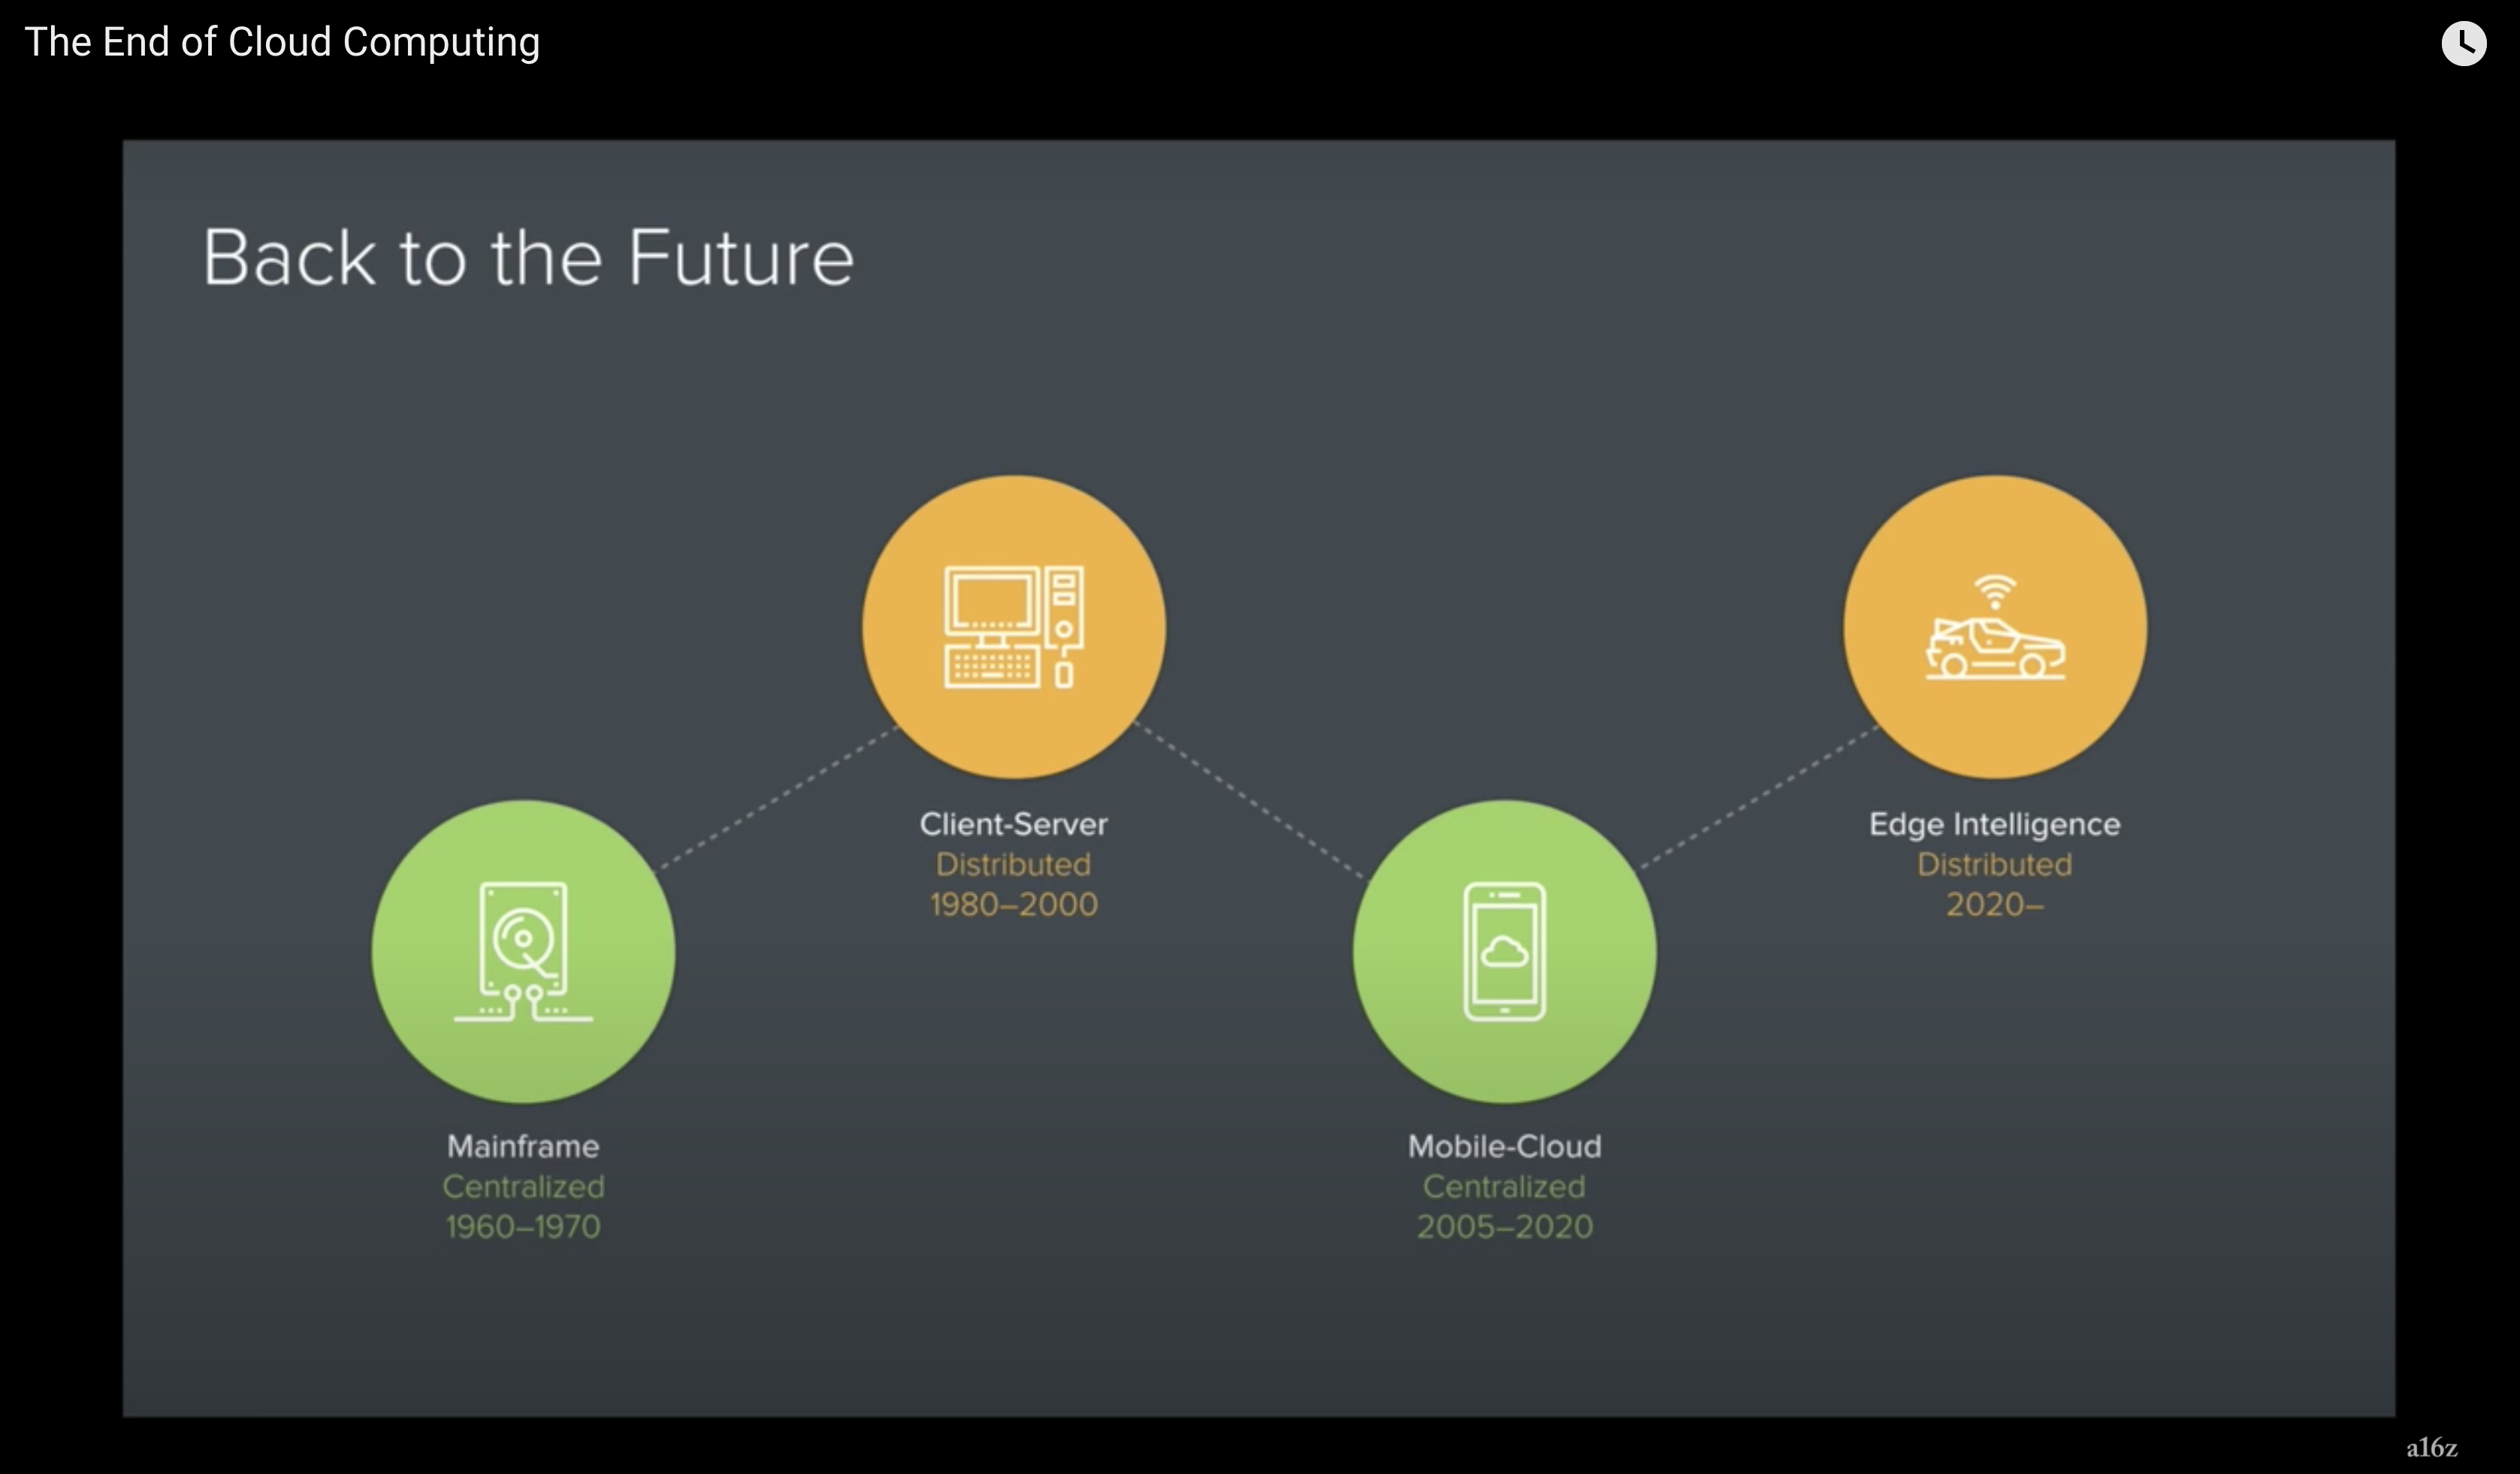 The End of Cloud Computing
Back to the Future
Client-Server
Distributed
1980–2000
Edge Intelligence
Distributed
2020–
Mainframe
Centralized
1960–1970
Mobile-Cloud
Centralized
2005–2020
a16z